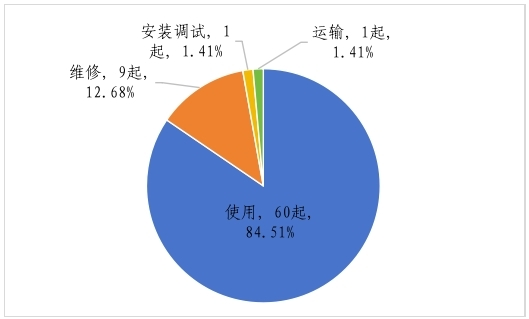 安装调试, 1
起, 1.41%
运输, 1起,
1.41%
维修, 9起,
12.68%
使用, 60起,
84.51%